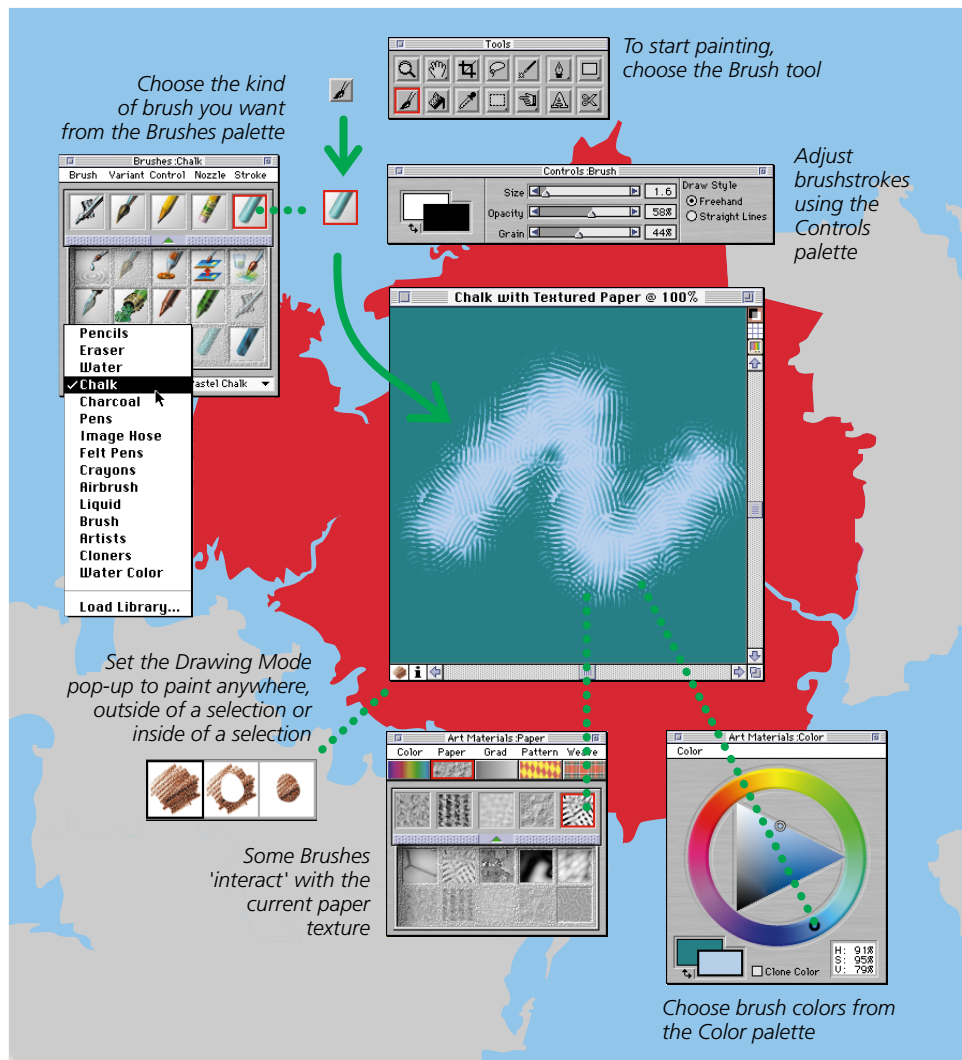 Tools
To start painting,
choose the Brush tool
Choose the kind
of brush you want
from the Brushes palette
Brushes:Chalk
Brush Variant Control Nozzle Stroke
Controls:Brush
Size 1.6
Opacity 58%
Grain 44%
Draw Style
Freehand
Straight Lines
Adjust
brushstrokes
using the
Controls
palette
Chalk with Textured Paper @ 100%
Pencils
Eraser
Water
✓Chalk
Charcoal
Pens
Image Hose
Felt Pens
Crayons
Airbrush
Liquid
Brush
Artists
Cloners
Water Color
Load Library...
astel Chalk
Set the Drawing Mode
pop-up to paint anywhere,
outside of a selection or
inside of a selection
Art Materials:Paper
Color Paper Grad Pattern Weave
Some Brushes
'interact' with the
current paper
texture
Art Materials:Color
Color
H: 91%
S: 95%
V: 79%
Clone Color
Choose brush colors from
the Color palette